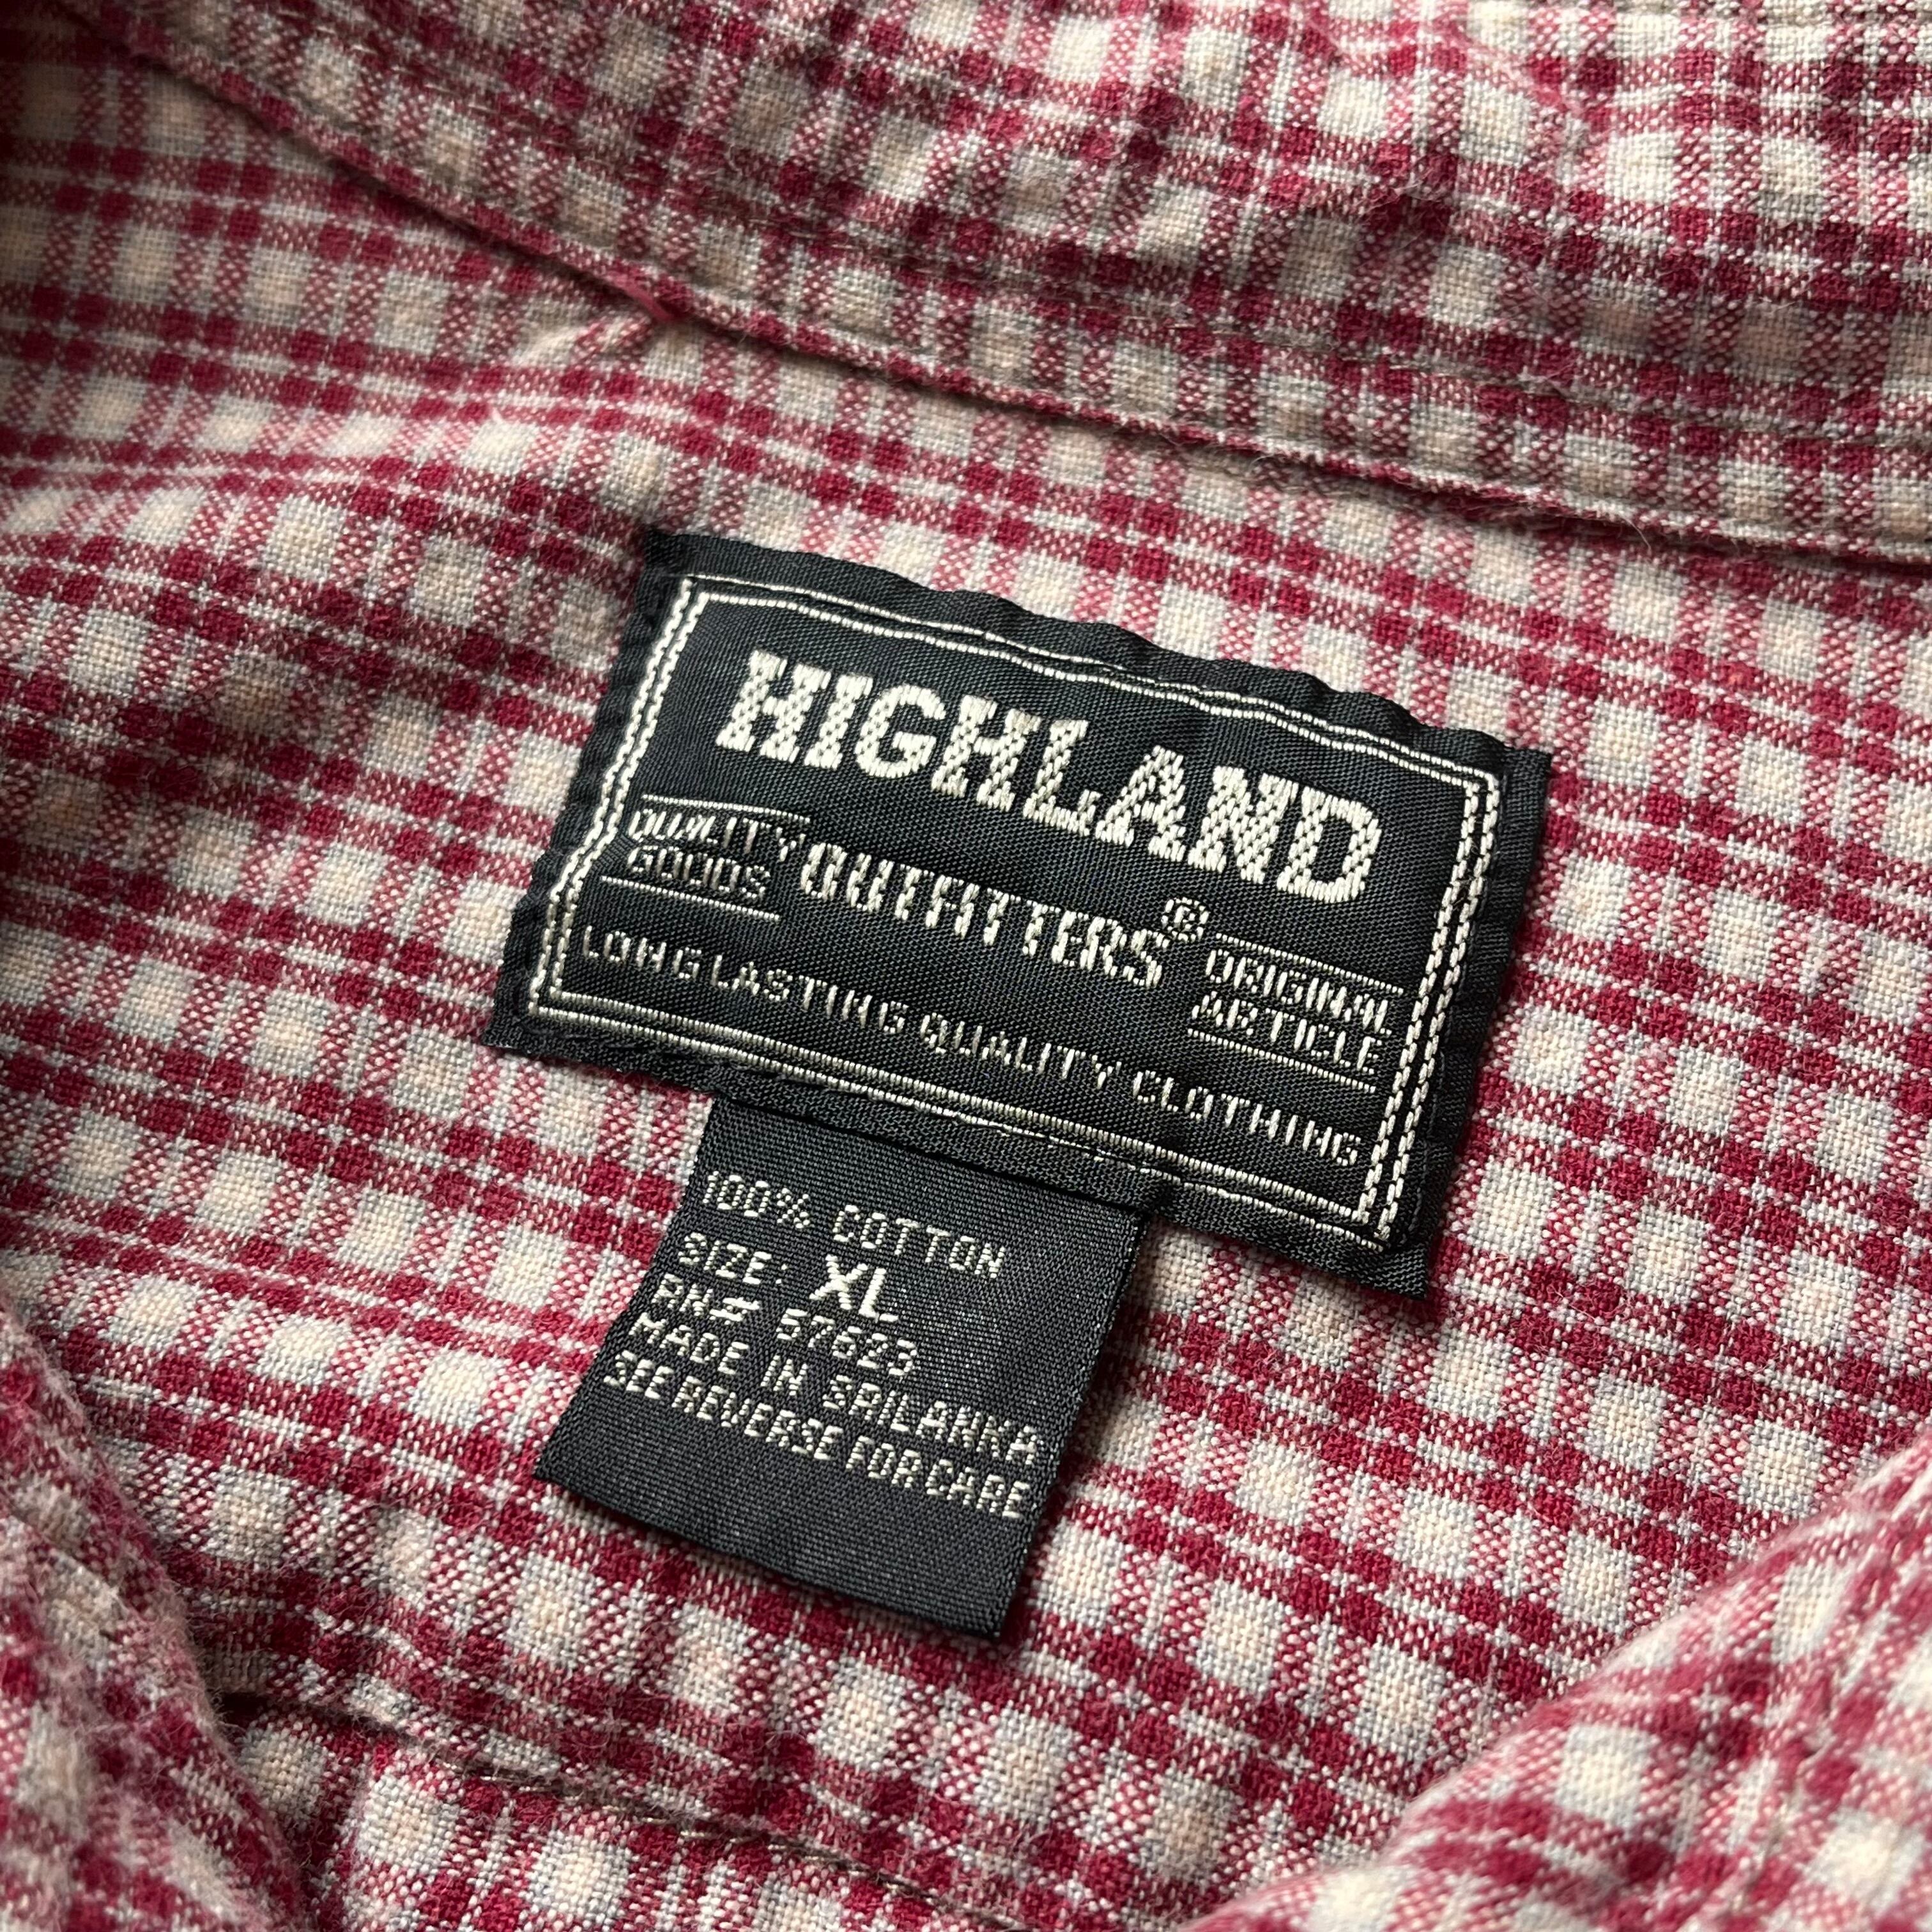 HIGHLAND
QUALITY
GOODS
OUTFITTERS®
ORIGINAL
ARTICLE
LONG LASTING QUALITY CLOTHING
100% COTTON
SIZE: XL
RN# 57623
MADE IN SRILANKA
SEE REVERSE FOR CARE